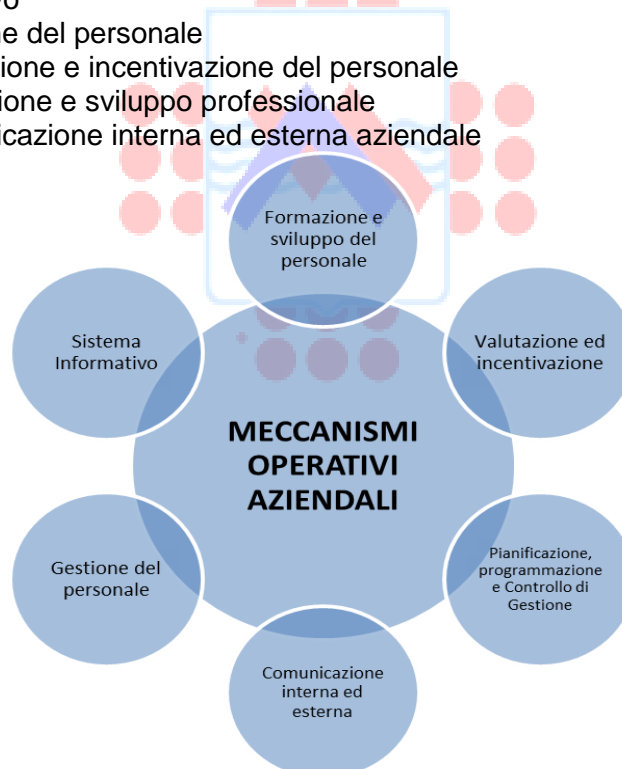 ne del personale
ione e incentivazione del personale
ione e sviluppo professionale
icazione interna ed esterna aziendale
Formazione e
sviluppo del
personale
Sistema
Informativo
Valutazione ed
incentivazione
MECCANISMI
OPERATIVI
AZIENDALI
Gestione del
personale
Pianificazione,
programmazione
e Controllo di
Gestione
Comunicazione
interna ed
esterna